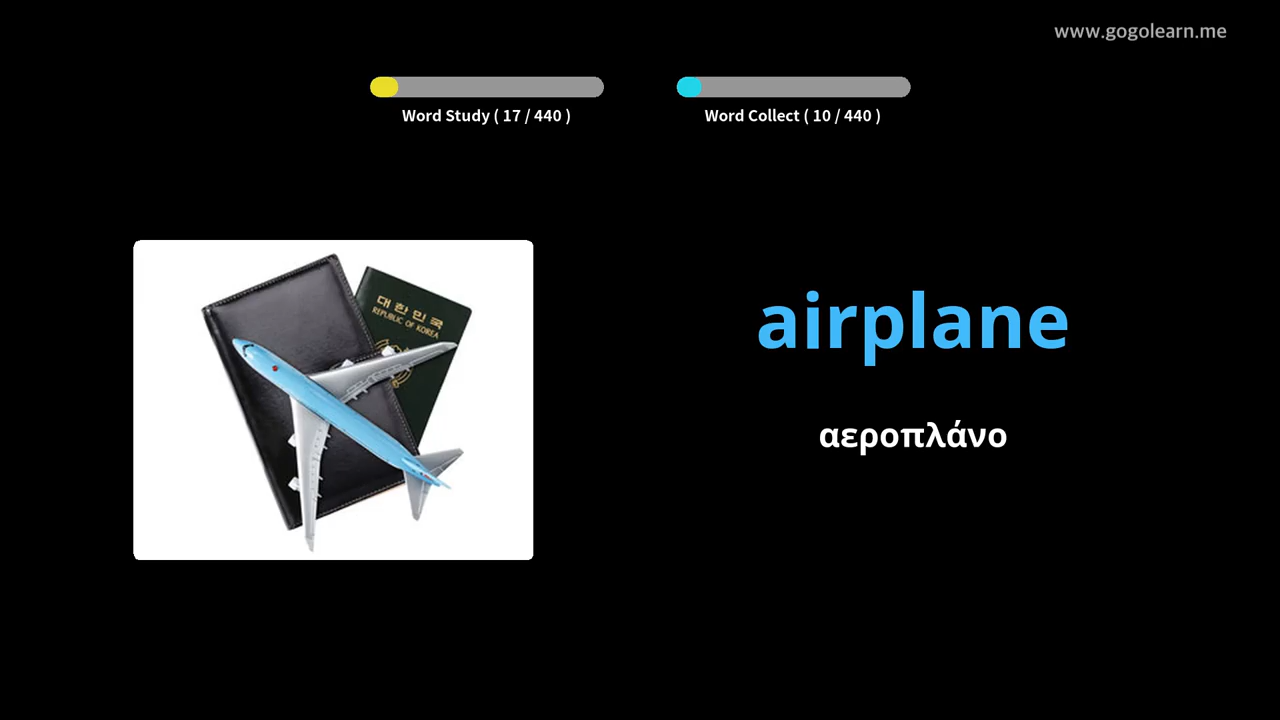 www.gogolearn.me
Word Study ( 17 / 440 )
Word Collect ( 10 / 440 )
대한민국
REPUBLIC OF KOREA
airplane
αεροπλάνο